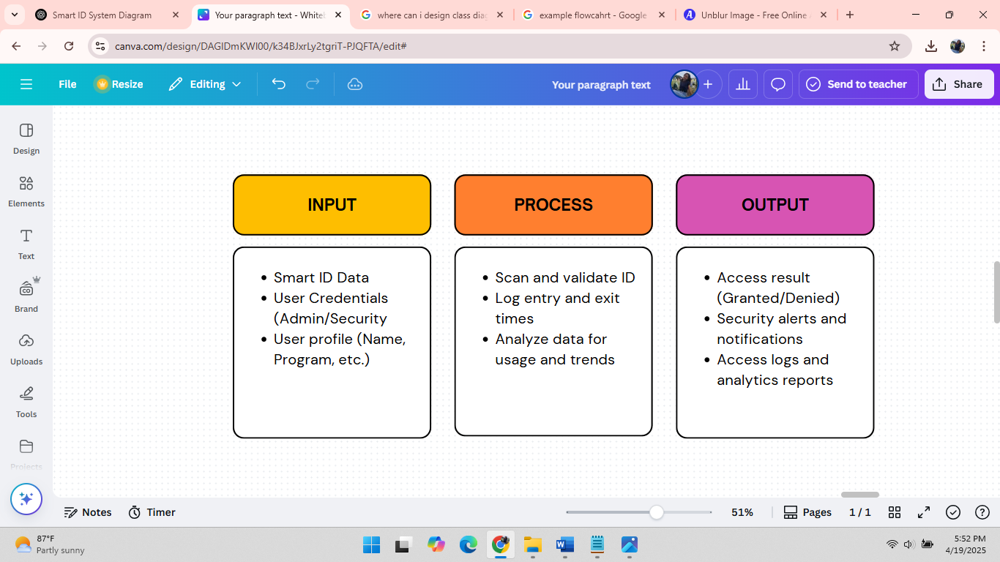 Smart ID System Diagram
Your paragraph text - Whiteb
where can i design class dia
example flowcahrt - Google
Unblur Image - Free Online
canva.com/design/DAGIDmKWI00/k34BJxrLy2tgriT-PJQFTA/edit#
File
Resize
Editing
Your paragraph text
Send to teacher
Share
Design
Elements
Text
Brand
Uploads
Tools
Projects
INPUT
PROCESS
OUTPUT
Smart ID Data
User Credentials
(Admin/Security
User profile (Name,
Program, etc.)
Scan and validate ID
Log entry and exit
times
Analyze data for
usage and trends
Access result
(Granted/Denied)
Security alerts and
notifications
Access logs and
analytics reports
Notes
Timer
51%
Pages
1 / 1
87°F
Partly sunny
5:52 PM
4/19/2025